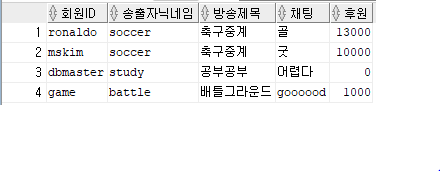 회원ID 송출자닉네임 방송제목 채팅 후원
1 ronaldo soccer 축구중계 골 13000
2 mskim soccer 축구중계 굿 10000
3 dbmaster study 공부공부 어렵다 0
4 game battle 배틀그라운드 goooood 1000